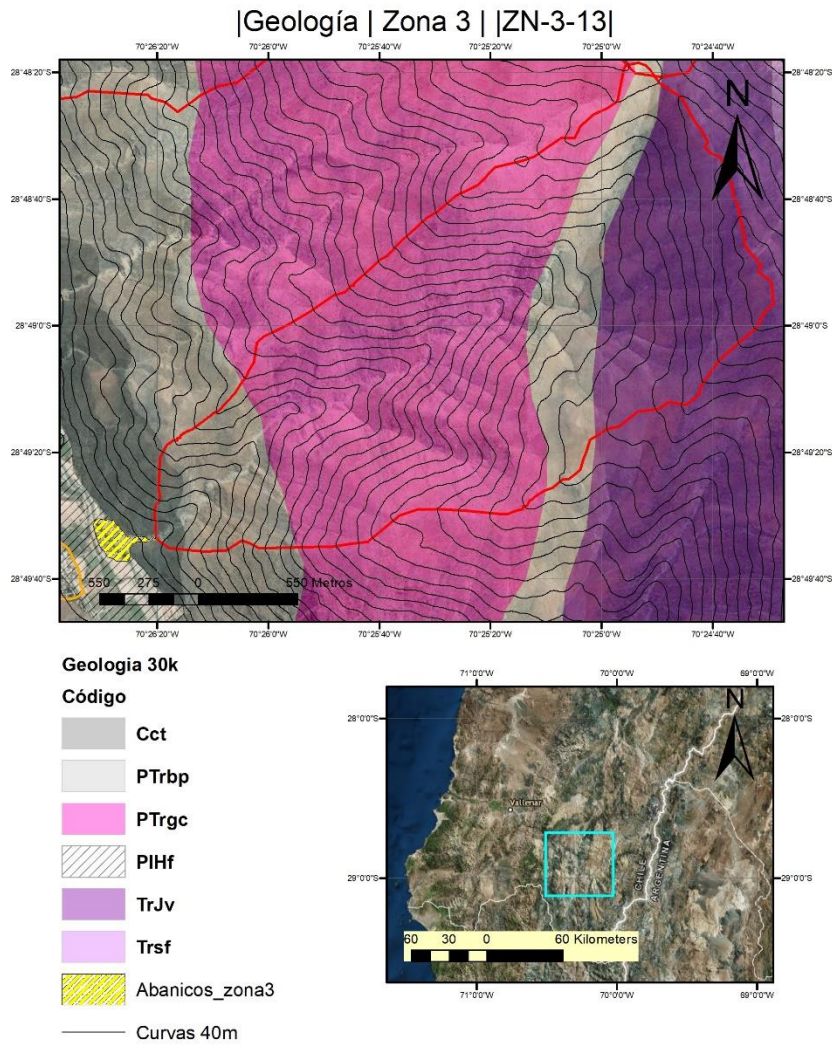 |Geología | Zona 3 | |ZN-3-13|
70°26'20"W 70°26'0"W 70°25'40"W 70°25'20"W 70°25'0"W 70°24'40"W
28°48'20"S 28°48'20"S
N
28°48'40"S 28°48'40"S
28°49'0"S 28°49'0"S
28°49'20"S 28°49'20"S
28°49'40"S 28°49'40"S
550 275 0 550 Metros
70°26'20"W 70°26'0"W 70°25'40"W 70°25'20"W 70°25'0"W 70°24'40"W
Geologia 30k
Código
Cct
PTrbp
PTrgc
PlHf
TrJv
Trsf
Abanicos_zona3
Curvas 40m
71°0'0"W 70°0'0"W 69°0'0"W
N
28°0'0"S 28°0'0"S
Vallenar
CHILE
ARGENTINA
29°0'0"S 29°0'0"S
60 30 0 60 Kilometers
71°0'0"W 70°0'0"W 69°0'0"W